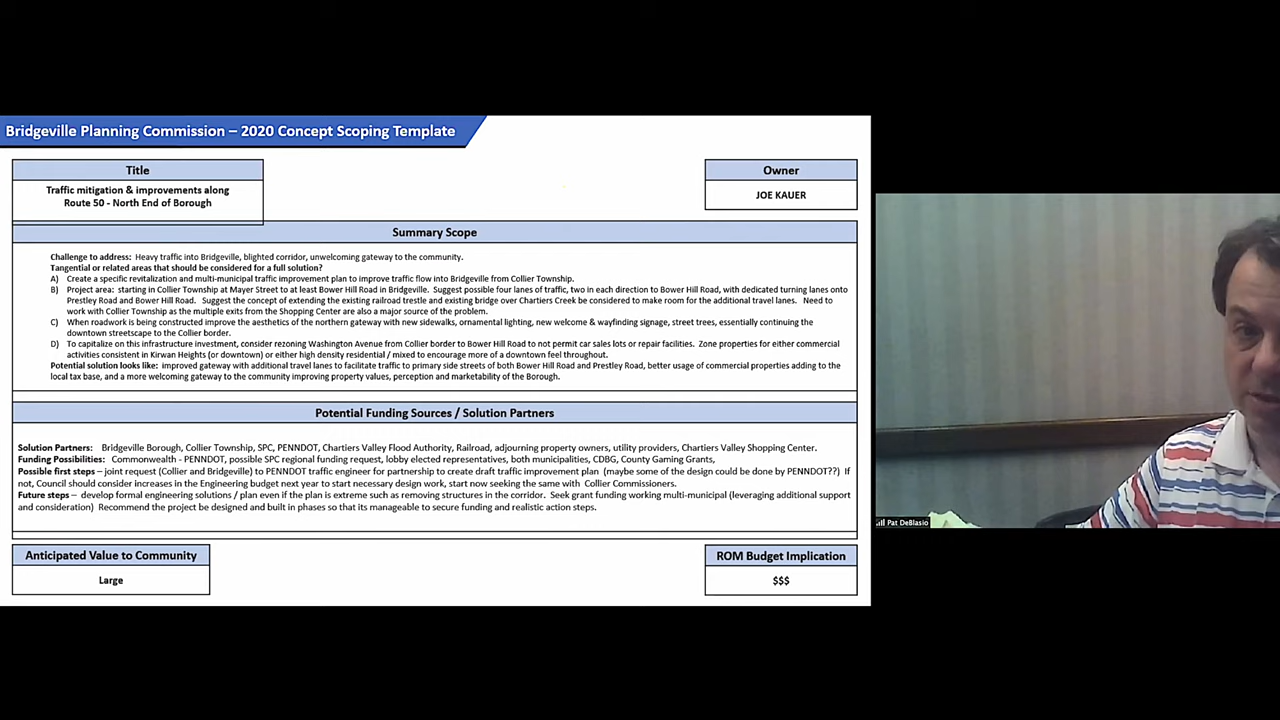 Bridgeville Planning Commission – 2020 Concept Scoping Template
Title
Traffic mitigation & improvements along
Route 50 - North End of Borough
Owner
JOE KAUER
Summary Scope
Challenge to address: Heavy traffic into Bridgeville, blighted corridor, unwelcoming gateway to the community.
Tangential or related areas that should be considered for a full solution?
A) Create a specific revitalization and multi-municipal traffic improvement plan to improve traffic flow into Bridgeville from Collier Township.
B) Project area: starting in Collier Township at Mayer Street to at least Bower Hill Road in Bridgeville. Suggest possible four lanes of traffic, two in each direction to Bower Hill Road, with dedicated turning lanes onto
Prestley Road and Bower Hill Road. Suggest the concept of extending the existing railroad trestle and existing bridge over Chartiers Creek be considered to make room for the additional travel lanes. Need to
work with Collier Township as the multiple exits from the Shopping Center are also a major source of the problem.
C) When roadwork is being constructed improve the aesthetics of the northern gateway with new sidewalks, ornamental lighting, new welcome & wayfinding signage, street trees, essentially continuing the
downtown streetscape to the Collier border.
D) To capitalize on this infrastructure investment, consider rezoning Washington Avenue from Collier border to Bower Hill Road to not permit car sales lots or repair facilities. Zone properties for either commercial
activities consistent in Kirwan Heights (or downtown) or either high density residential / mixed to encourage more of a downtown feel throughout.
Potential solution looks like: improved gateway with additional travel lanes to facilitate traffic to primary side streets of both Bower Hill Road and Prestley Road, better usage of commercial properties adding to the
local tax base, and a more welcoming gateway to the community improving property values, perception and marketability of the Borough.
Potential Funding Sources / Solution Partners
Solution Partners: Bridgeville Borough, Collier Township, SPC, PENNDOT, Chartiers Valley Flood Authority, Railroad, adjourning property owners, utility providers, Chartiers Valley Shopping Center.
Funding Possibilities: Commonwealth - PENNDOT, possible SPC regional funding request, lobby elected representatives, both municipalities, CDBG, County Gaming Grants,
Possible first steps – joint request (Collier and Bridgeville) to PENNDOT traffic engineer for partnership to create draft traffic improvement plan (maybe some of the design could be done by PENNDOT??) If
not, Council should consider increases in the Engineering budget next year to start necessary design work, start now seeking the same with Collier Commissioners.
Future steps – develop formal engineering solutions / plan even if the plan is extreme such as removing structures in the corridor. Seek grant funding working multi-municipal (leveraging additional support
and consideration) Recommend the project be designed and built in phases so that its manageable to secure funding and realistic action steps.
Anticipated Value to Community
Large
ROM Budget Implication
$$$
Pat DeBlasio